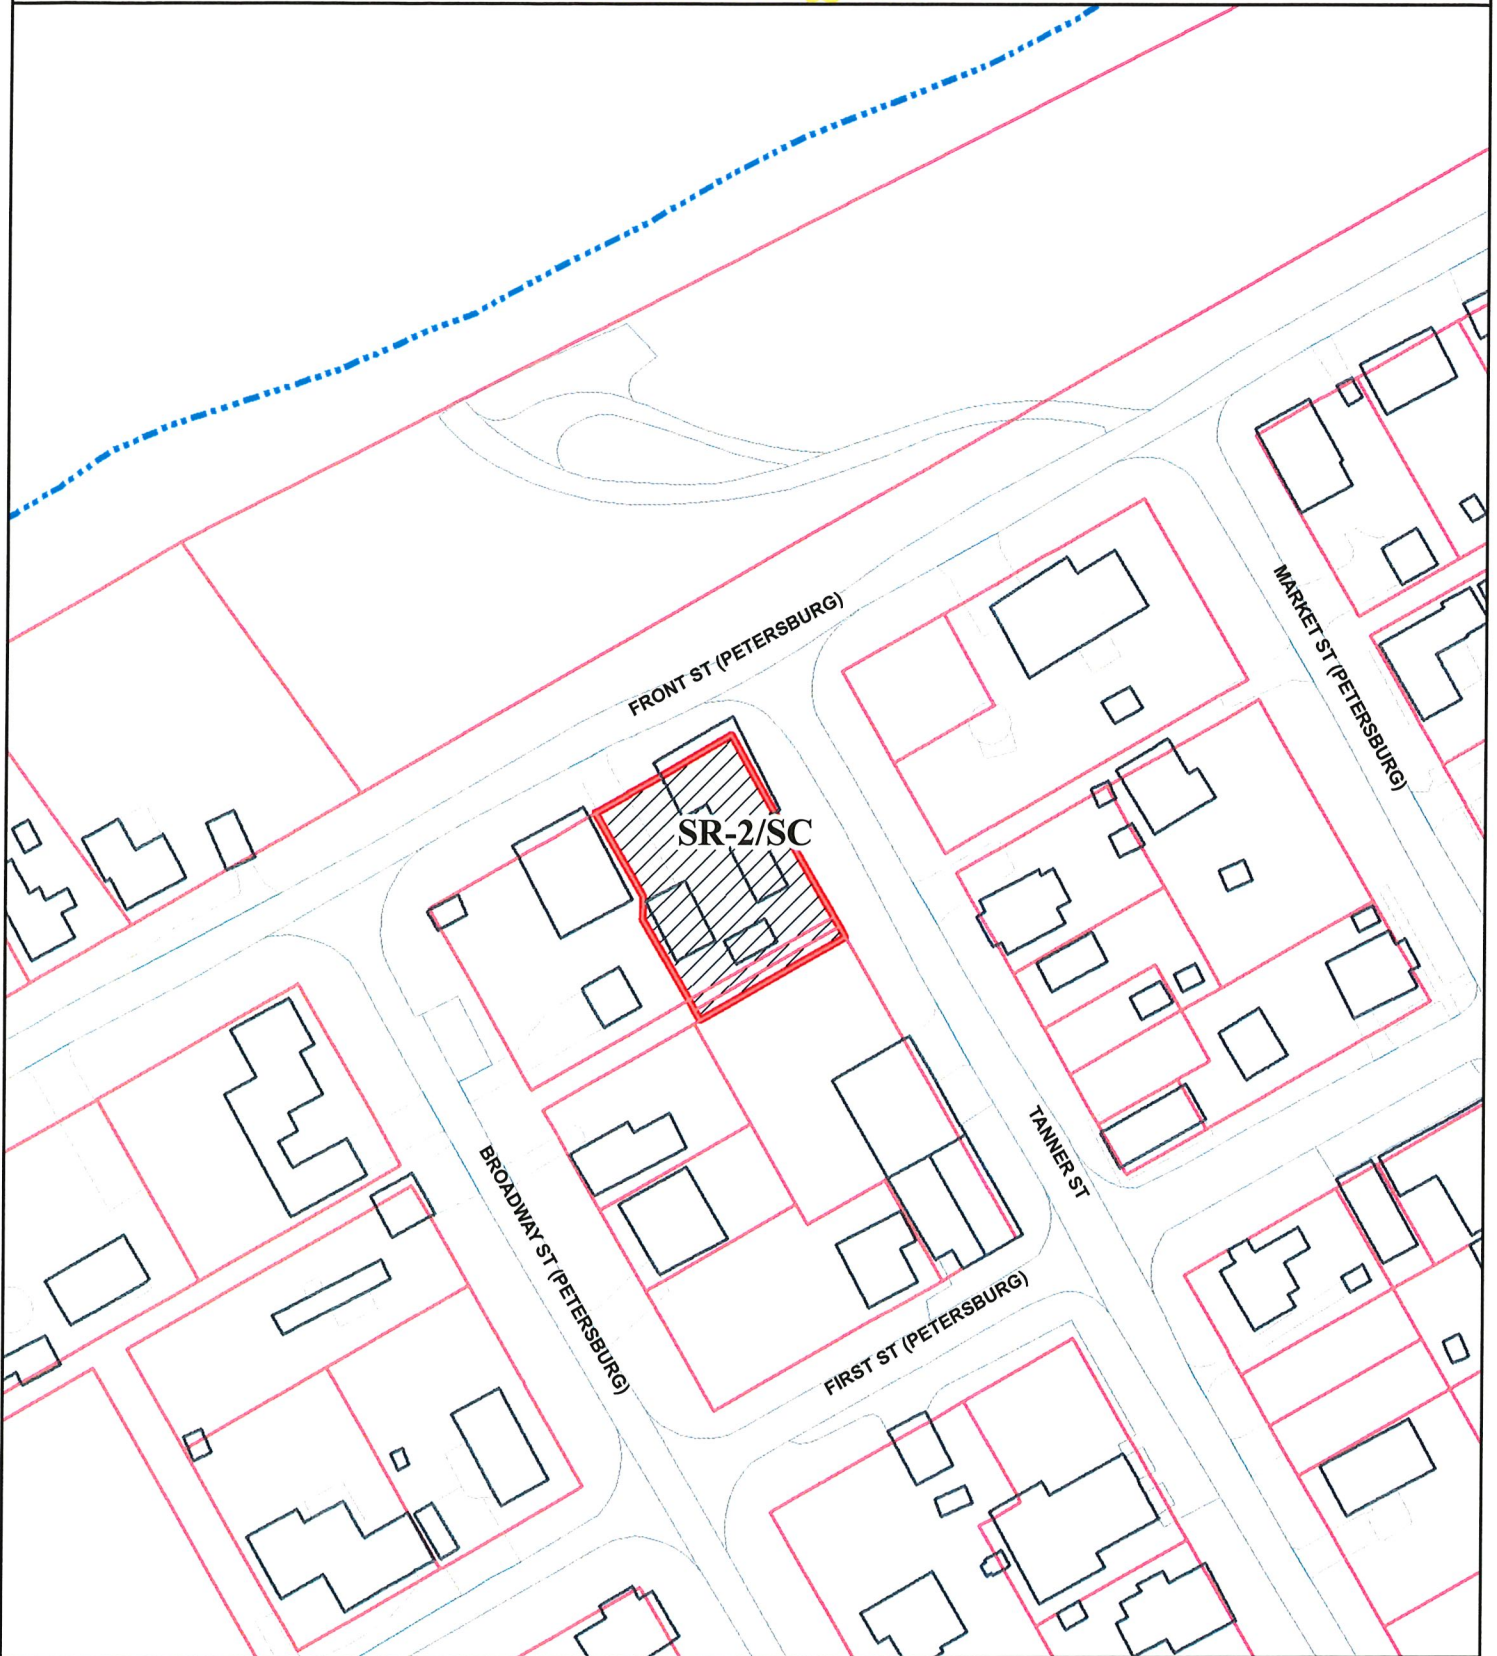 FRONT ST (PETERSBURG)
MARKET ST (PETERSBURG)
SR-2/SC
TANNER ST
BROADWAY ST (PETERSBURG)
FIRST ST (PETERSBURG)